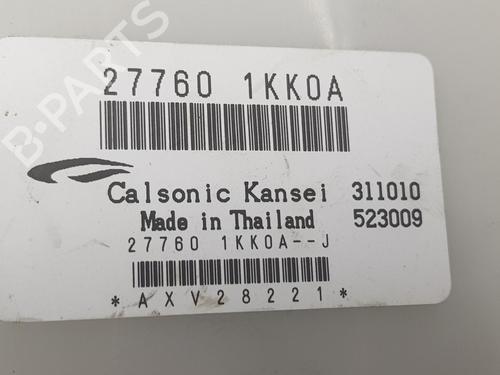 B-PARTS
27760 1KK0A
Calsonic Kansei 311010
Made in Thailand 523009
27760 1KK0A--J
*AXV28221*